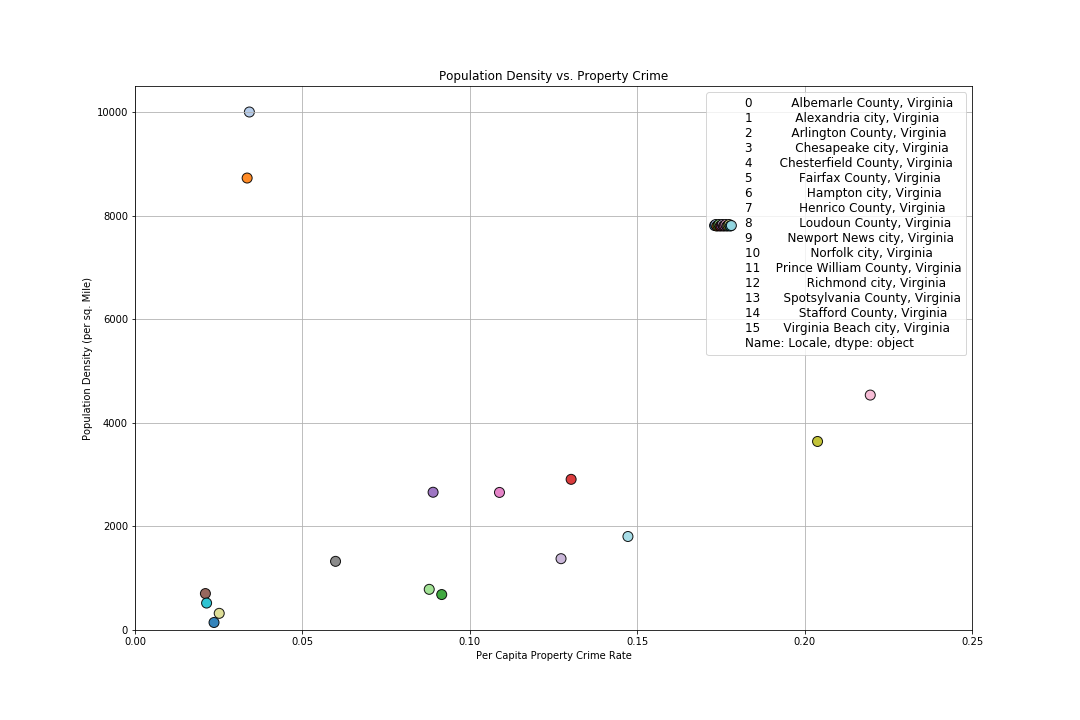 Population Density vs. Property Crime
10000
8000
6000
4000
2000
0
Population Density (per sq. Mile)
0 Albemarle County, Virginia
1 Alexandria city, Virginia
2 Arlington County, Virginia
3 Chesapeake city, Virginia
4 Chesterfield County, Virginia
5 Fairfax County, Virginia
6 Hampton city, Virginia
7 Henrico County, Virginia
8 Loudoun County, Virginia
9 Newport News city, Virginia
10 Norfolk city, Virginia
11 Prince William County, Virginia
12 Richmond city, Virginia
13 Spotsylvania County, Virginia
14 Stafford County, Virginia
15 Virginia Beach city, Virginia
Name: Locale, dtype: object
0.00 0.05 0.10 0.15 0.20 0.25
Per Capita Property Crime Rate